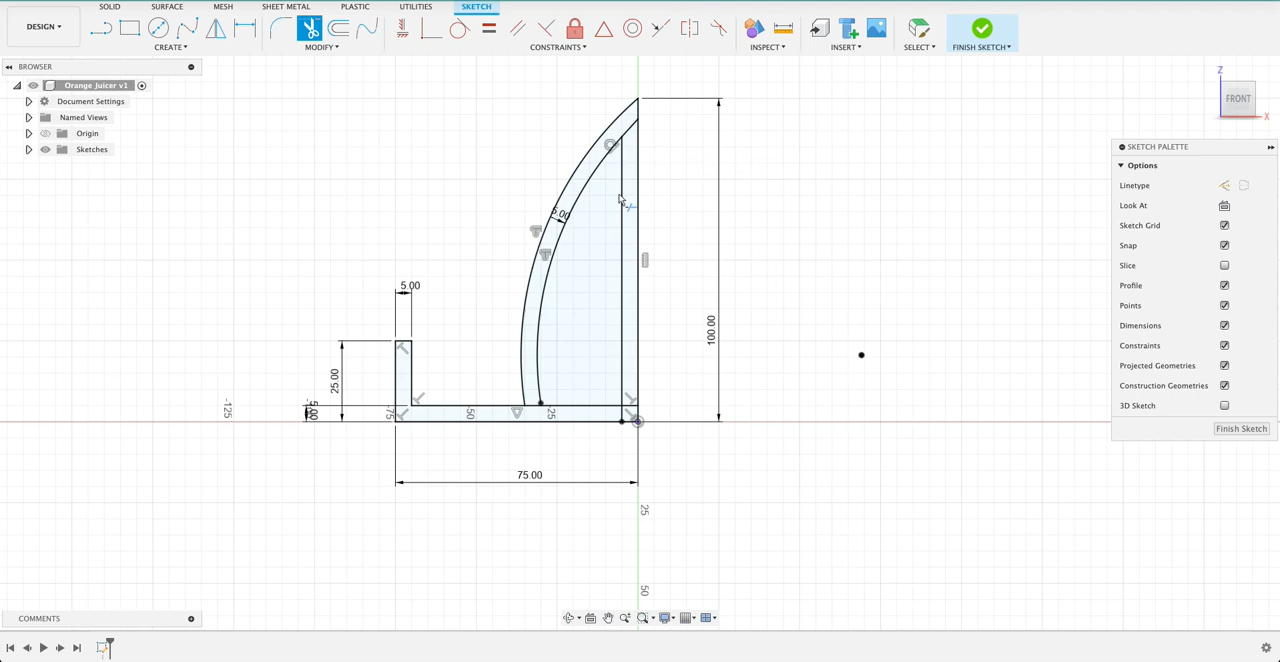 SOLID SURFACE MESH SHEET METAL PLASTIC UTILITIES SKETCH
DESIGN
CREATE MODIFY CONSTRAINTS INSPECT INSERT SELECT FINISH SKETCH
BROWSER
Orange Juicer v1
Document Settings
Named Views
Origin
Sketches
Z
FRONT
X
SKETCH PALETTE
Options
Linetype
Look At
Sketch Grid
Snap
Slice
Profile
Points
Dimensions
Constraints
Projected Geometries
Construction Geometries
3D Sketch
Finish Sketch
5.00
5.00
100.00
25.00
5.00
-125
-75
-50
-25
75.00
25
50
COMMENTS